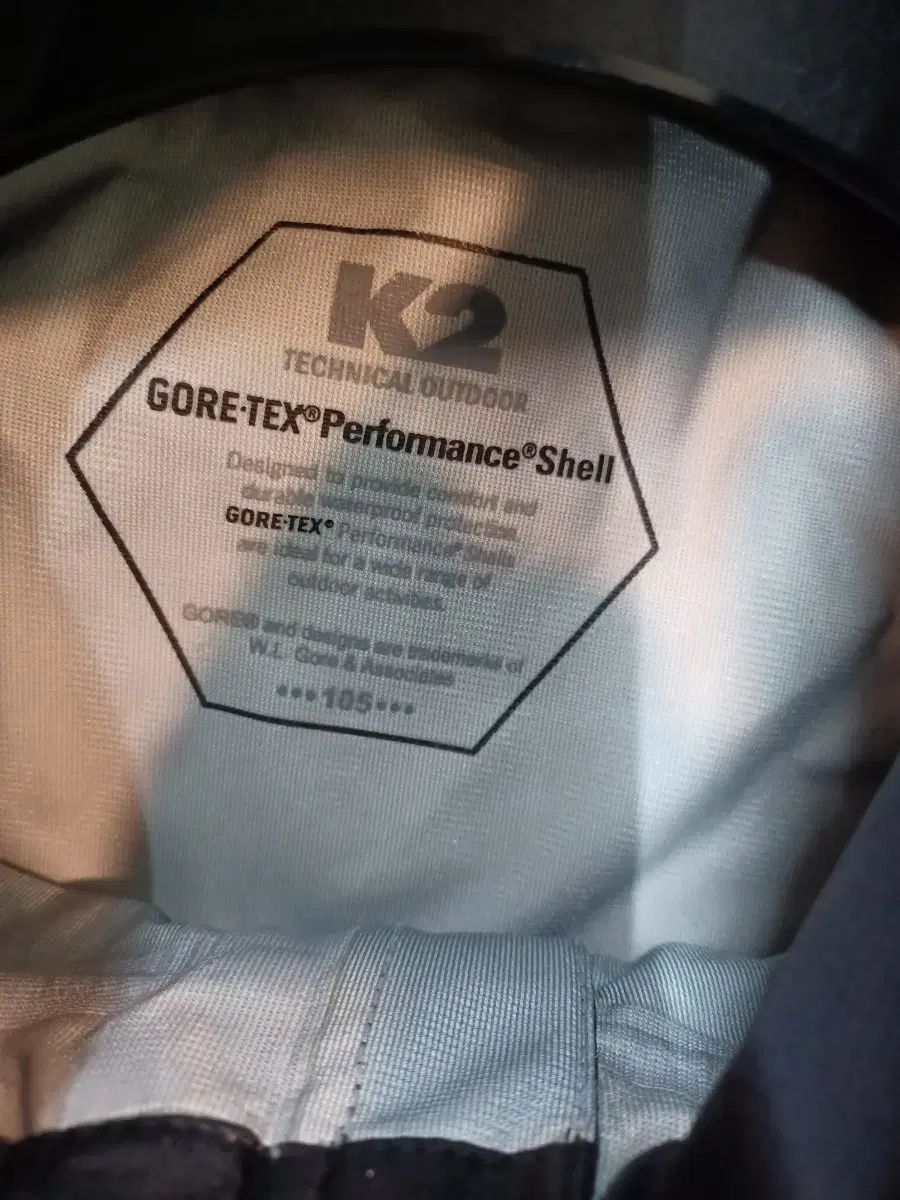 K2
TECHNICAL OUTDOOR
GORE-TEX®Performance®Shell
Designed to provide comfort and
durable waterproof protection
GORE-TEX® Performance® Shells
are ideal for a wide range of
outdoor activities.
GORE® and designs are trademarks of
W.L. Gore & Associates
•••105•••